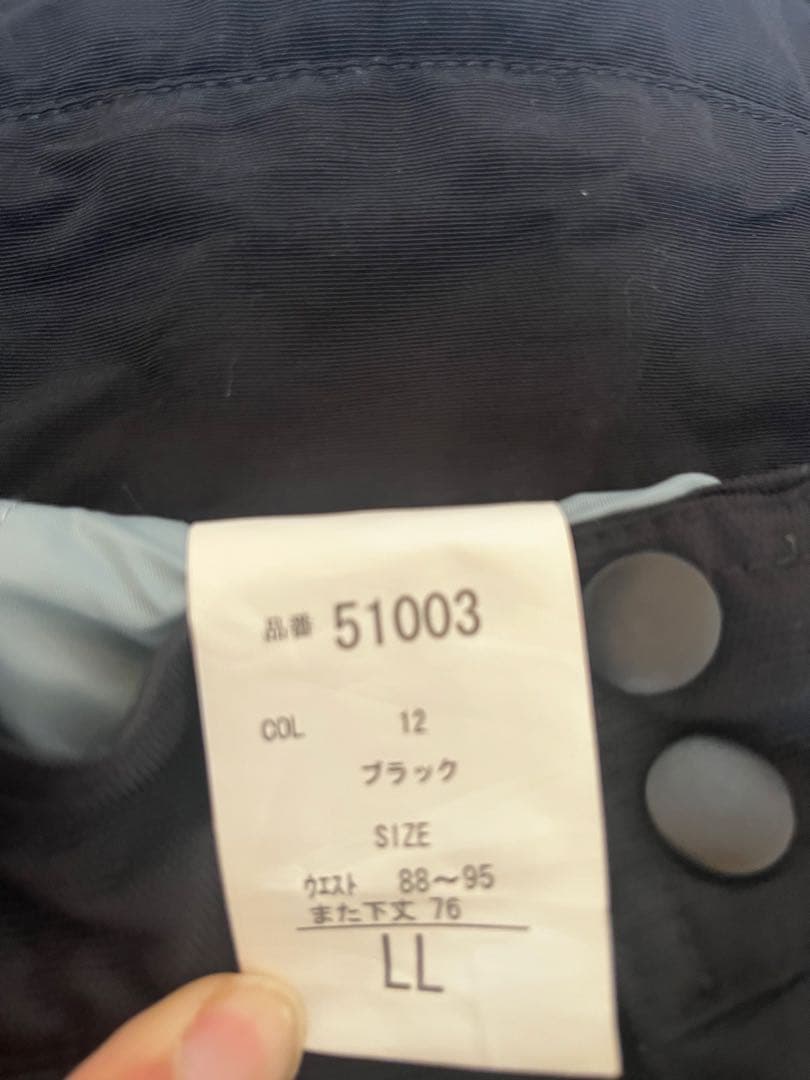 品番 51003
COL 12
ブラック
SIZE
ウエスト 88～95
また下丈 76
LL